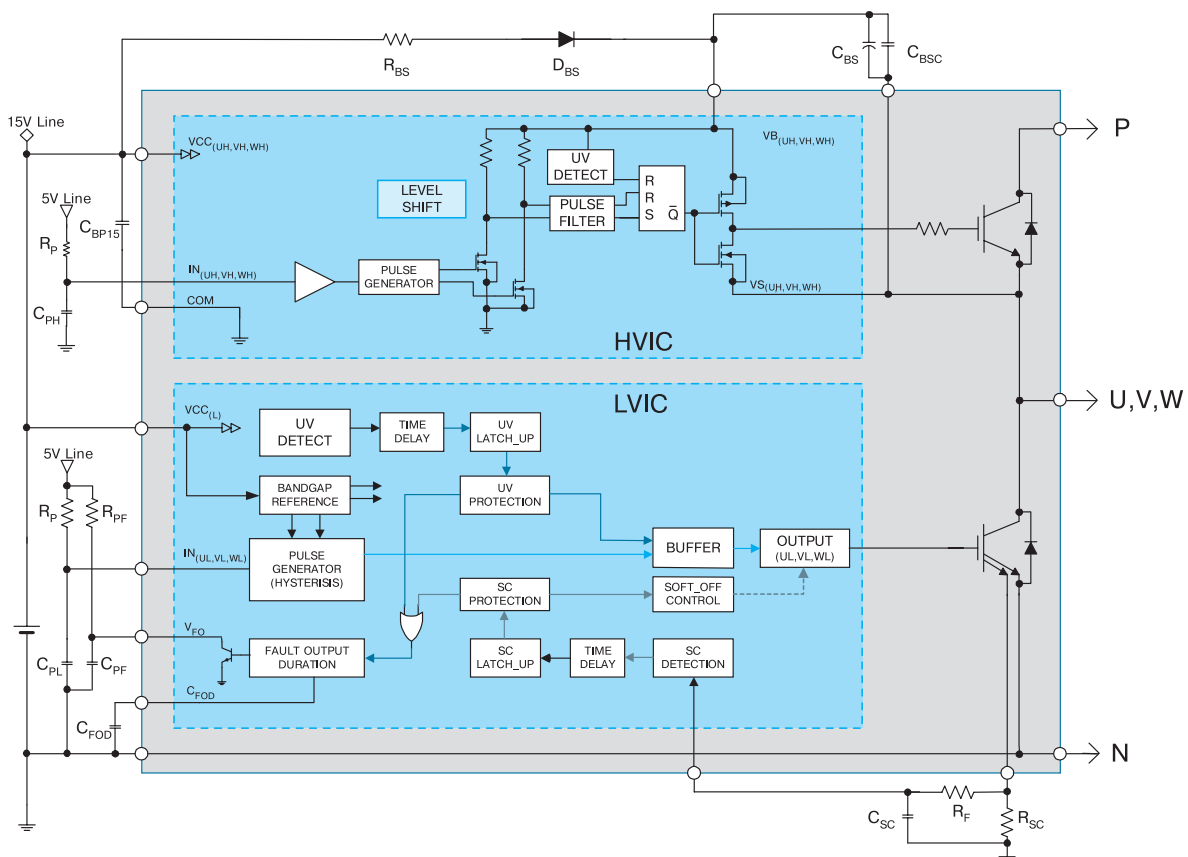 R_BS
D_BS
C_BS
C_BSC
15V Line
VCC(UH,VH,WH)
VB(UH,VH,WH)
P
5V Line
C_BP15
R_P
LEVEL
SHIFT
UV
DETECT
PULSE
FILTER
R
R
S
Q̅
IN(UH,VH,WH)
PULSE
GENERATOR
COM
C_PH
VS(UH,VH,WH)
HVIC
LVIC
U,V,W
VCC(L)
UV
DETECT
TIME
DELAY
UV
LATCH_UP
5V Line
R_P
R_PF
BANDGAP
REFERENCE
UV
PROTECTION
IN(UL,VL,WL)
PULSE
GENERATOR
(HYSTERISIS)
BUFFER
OUTPUT
(UL,VL,WL)
SC
PROTECTION
SOFT_OFF
CONTROL
V_FO
FAULT OUTPUT
DURATION
SC
LATCH_UP
TIME
DELAY
SC
DETECTION
C_PL
C_PF
C_FOD
C_FOD
N
C_SC
R_F
R_SC